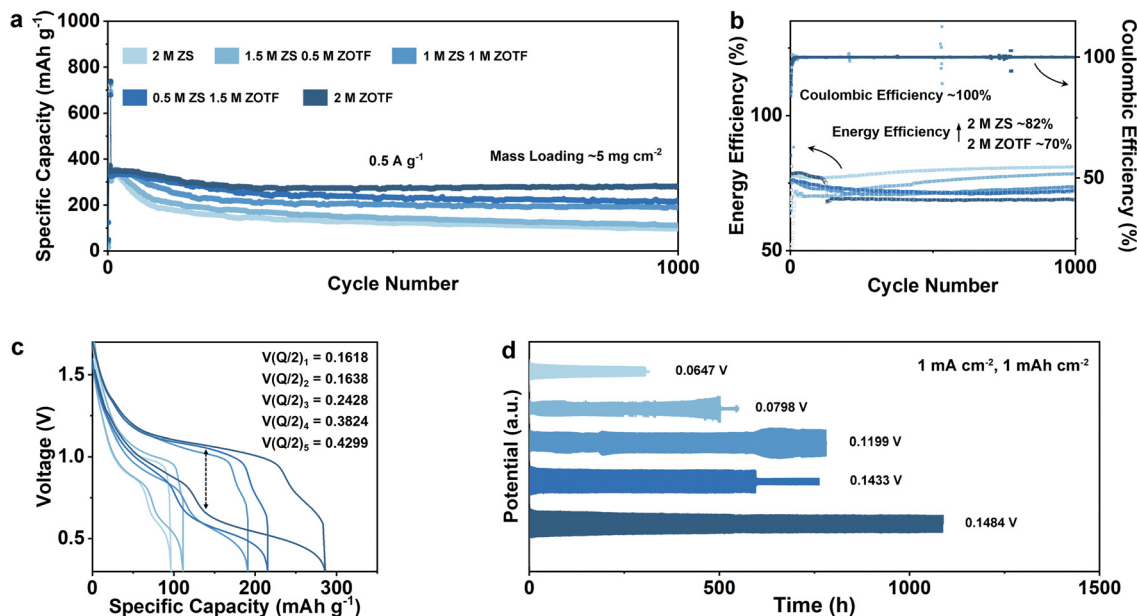 a
1000
800
600
400
200
0
Specific Capacity (mAh g⁻¹)
2 M ZS
1.5 M ZS 0.5 M ZOTF
1 M ZS 1 M ZOTF
0.5 M ZS 1.5 M ZOTF
2 M ZOTF
0.5 A g⁻¹
Mass Loading ~5 mg cm⁻²
0
1000
Cycle Number
b
100
50
Energy Efficiency (%)
Coulombic Efficiency ~100%
Energy Efficiency
2 M ZS ~82%
2 M ZOTF ~70%
100
50
Coulombic Efficiency (%)
0
1000
Cycle Number
c
1.5
1.0
0.5
Voltage (V)
V(Q/2)₁ = 0.1618
V(Q/2)₂ = 0.1638
V(Q/2)₃ = 0.2428
V(Q/2)₄ = 0.3824
V(Q/2)₅ = 0.4299
0
100
200
300
Specific Capacity (mAh g⁻¹)
d
Potential (a.u.)
1 mA cm⁻², 1 mAh cm⁻²
0.0647 V
0.0798 V
0.1199 V
0.1433 V
0.1484 V
0
500
1000
1500
Time (h)